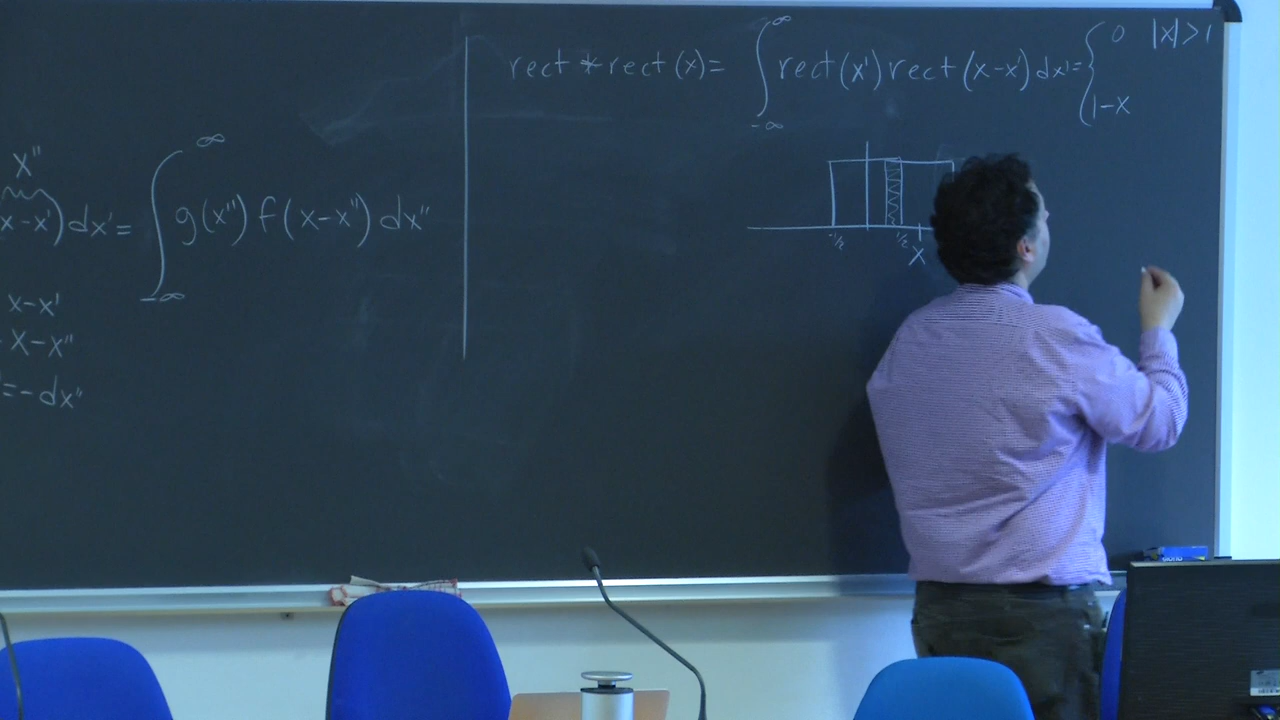 x"
x-x')dx'= ∫_{-∞}^{∞} g(x")f(x-x")dx"
x-x'
x-x"
=-dx"
rect*rect(x)= ∫_{-∞}^{∞} rect(x')rect(x-x')dx'= { 0 |x|>1
1-x
-1/2 1/2
x